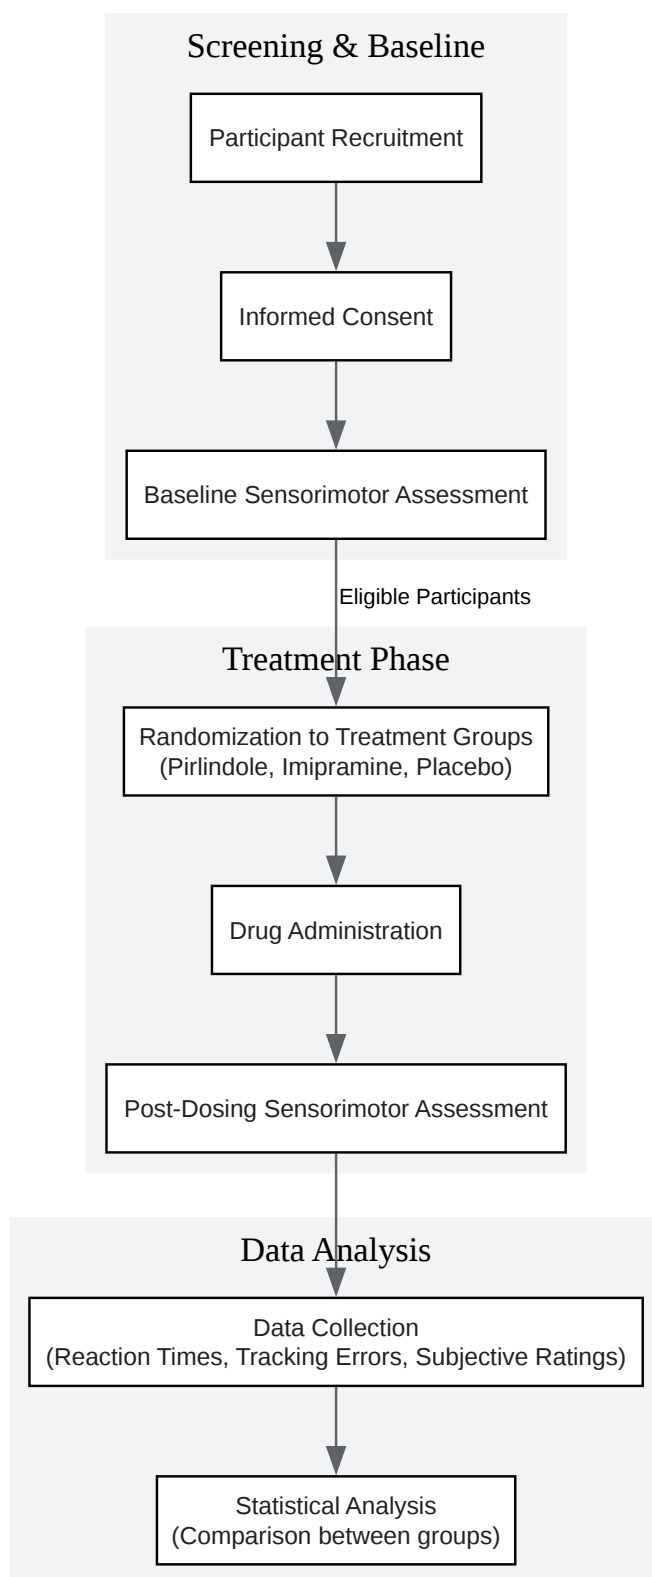 Screening & Baseline
Participant Recruitment
Informed Consent
Baseline Sensorimotor Assessment
Eligible Participants
Treatment Phase
Randomization to Treatment Groups
(Pirlindole, Imipramine, Placebo)
Drug Administration
Post-Dosing Sensorimotor Assessment
Data Analysis
Data Collection
(Reaction Times, Tracking Errors, Subjective Ratings)
Statistical Analysis
(Comparison between groups)